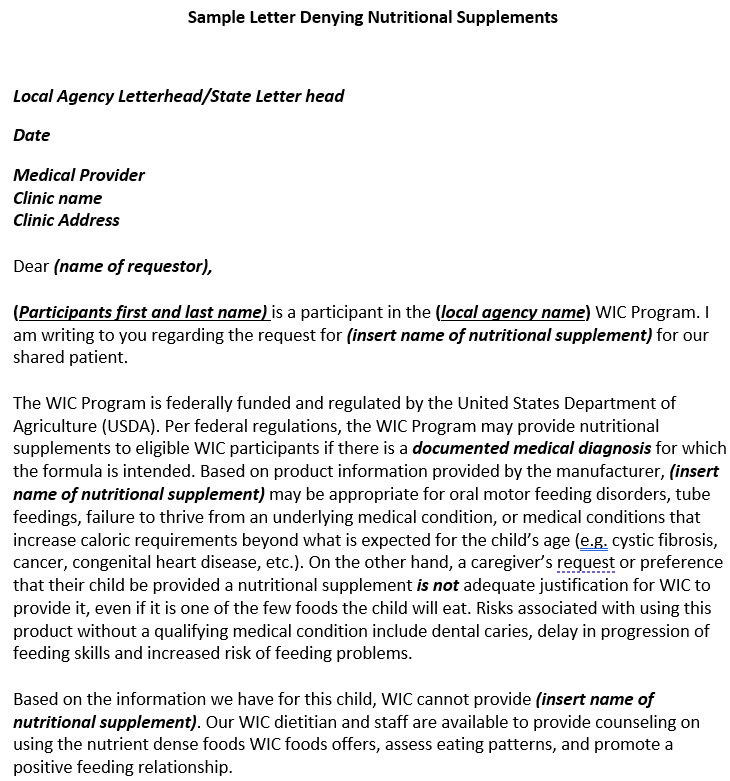 Sample Letter Denying Nutritional Supplements
Local Agency Letterhead/State Letter head
Date
Medical Provider
Clinic name
Clinic Address
Dear (name of requestor),
(Participants first and last name) is a participant in the (local agency name) WIC Program. I
am writing to you regarding the request for (insert name of nutritional supplement) for our
shared patient.
The WIC Program is federally funded and regulated by the United States Department of
Agriculture (USDA). Per federal regulations, the WIC Program may provide nutritional
supplements to eligible WIC participants if there is a documented medical diagnosis for which
the formula is intended. Based on product information provided by the manufacturer, (insert
name of nutritional supplement) may be appropriate for oral motor feeding disorders, tube
feedings, failure to thrive from an underlying medical condition, or medical conditions that
increase caloric requirements beyond what is expected for the child's age (e.g. cystic fibrosis,
cancer, congenital heart disease, etc.). On the other hand, a caregiver's request or preference
that their child be provided a nutritional supplement is not adequate justification for WIC to
provide it, even if it is one of the few foods the child will eat. Risks associated with using this
product without a qualifying medical condition include dental caries, delay in progression of
feeding skills and increased risk of feeding problems.
Based on the information we have for this child, WIC cannot provide (insert name of
nutritional supplement). Our WIC dietitian and staff are available to provide counseling on
using the nutrient dense foods WIC foods offers, assess eating patterns, and promote a
positive feeding relationship.